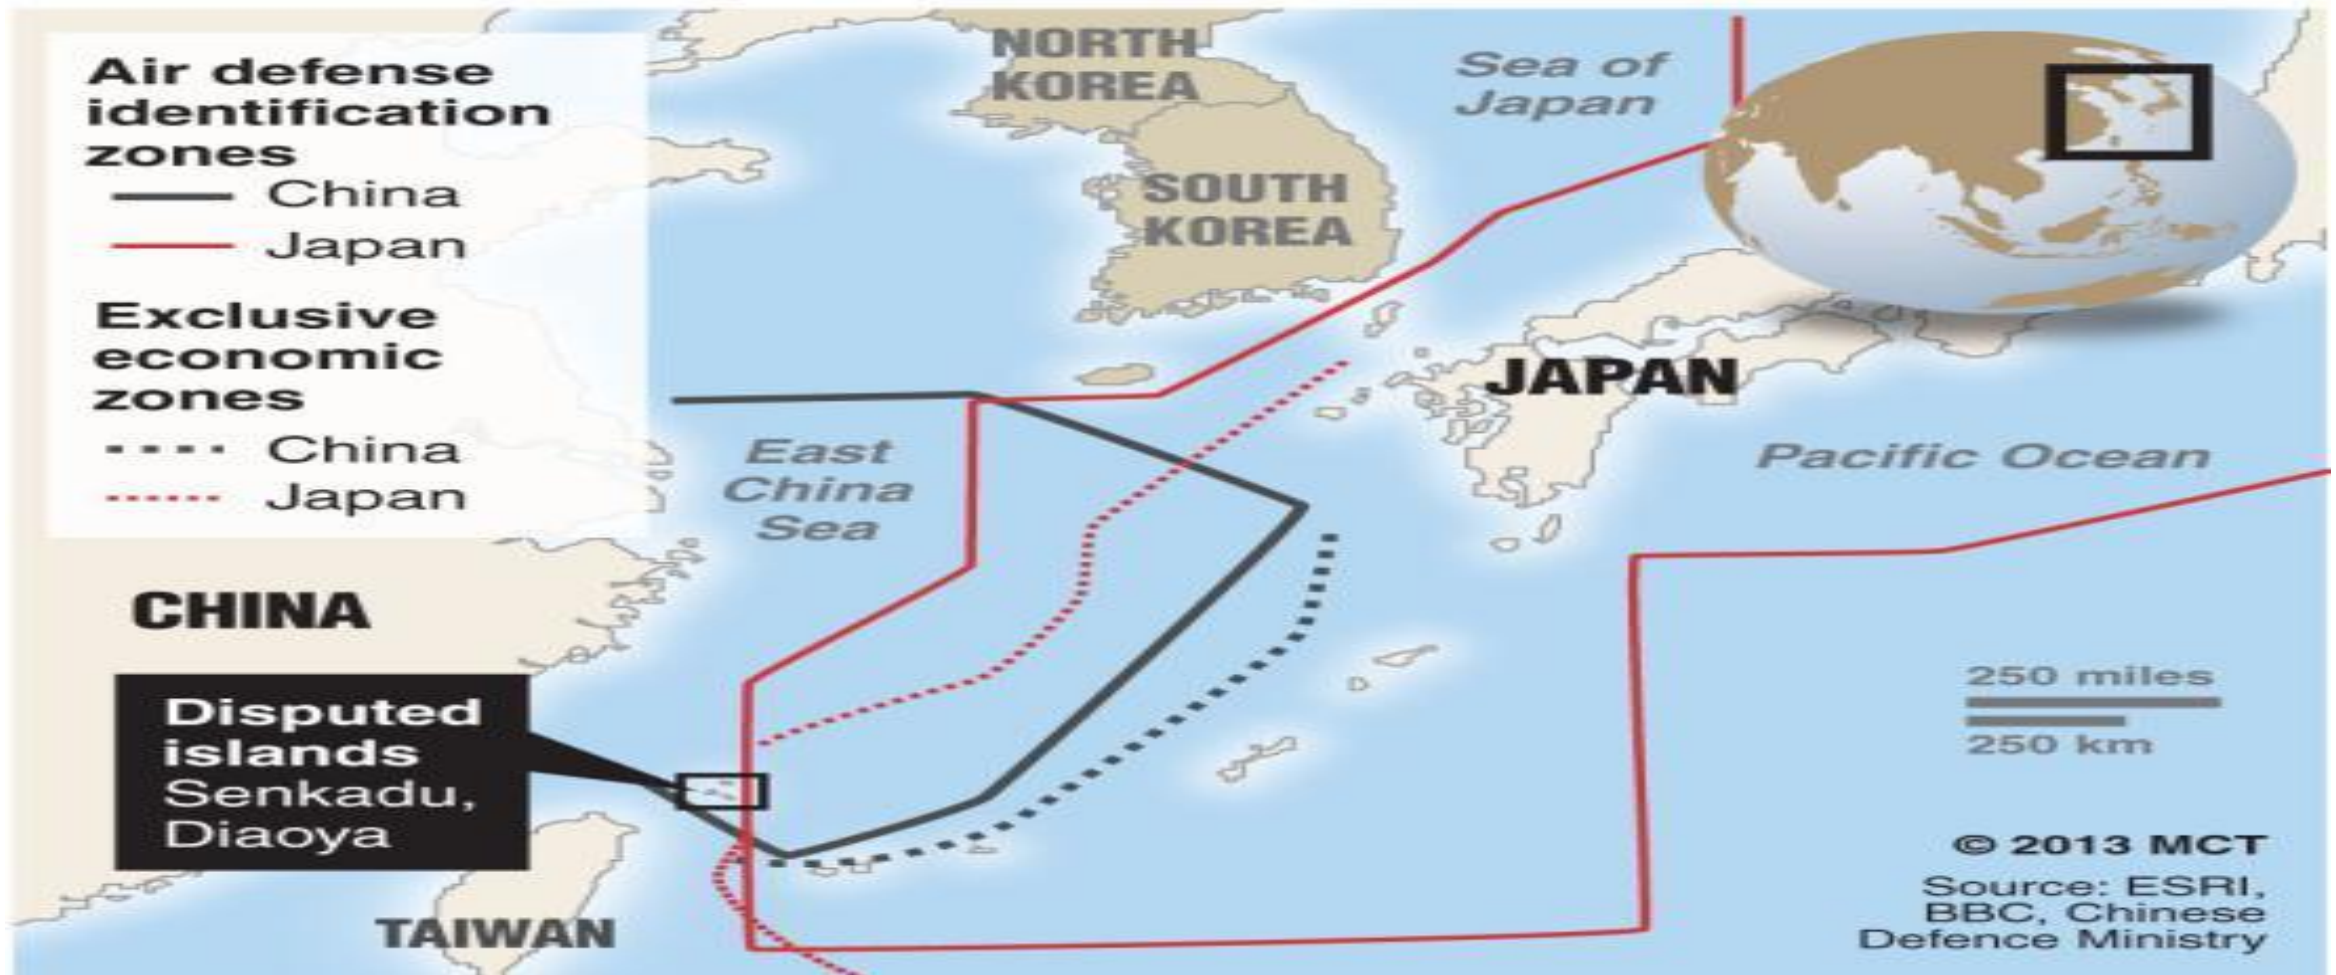 Air defense
identification
zones
China
Japan
Exclusive
economic
zones
China
Japan
NORTH
KOREA
SOUTH
KOREA
Sea of
Japan
JAPAN
Pacific Ocean
East
China
Sea
CHINA
Disputed
islands
Senkadu,
Diaoya
TAIWAN
250 miles
250 km
© 2013 MCT
Source: ESRI,
BBC, Chinese
Defence Ministry